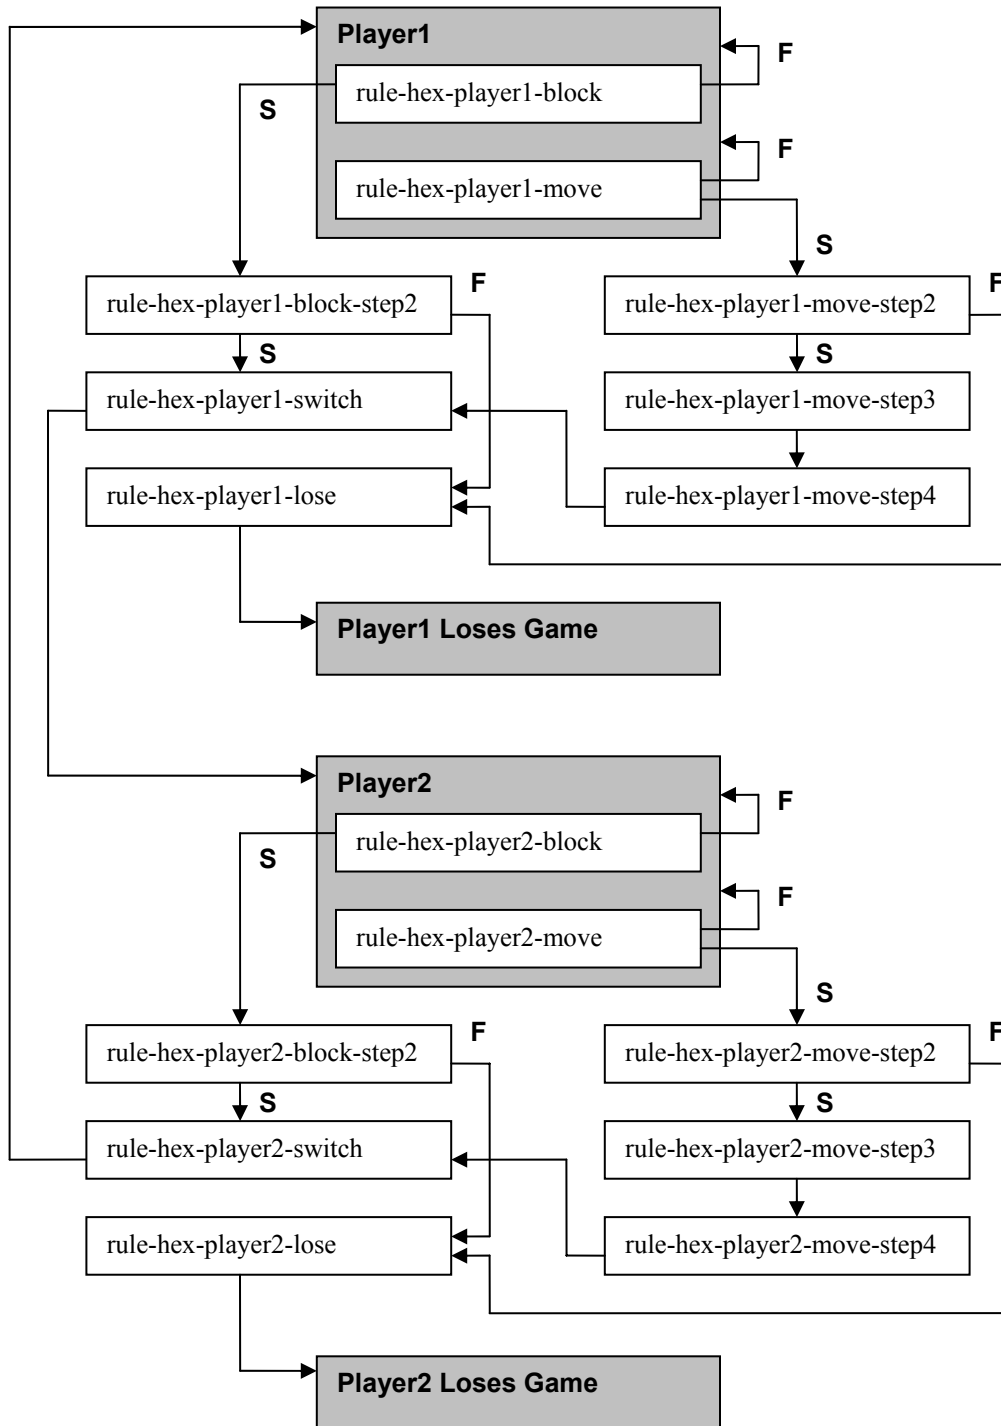 Player1
F
rule-hex-player1-block
S
F
rule-hex-player1-move
S
F
F
rule-hex-player1-block-step2
rule-hex-player1-move-step2
S
S
rule-hex-player1-switch
rule-hex-player1-move-step3
rule-hex-player1-lose
rule-hex-player1-move-step4
Player1 Loses Game
Player2
F
rule-hex-player2-block
S
F
rule-hex-player2-move
S
F
F
rule-hex-player2-block-step2
rule-hex-player2-move-step2
S
S
rule-hex-player2-switch
rule-hex-player2-move-step3
rule-hex-player2-lose
rule-hex-player2-move-step4
Player2 Loses Game